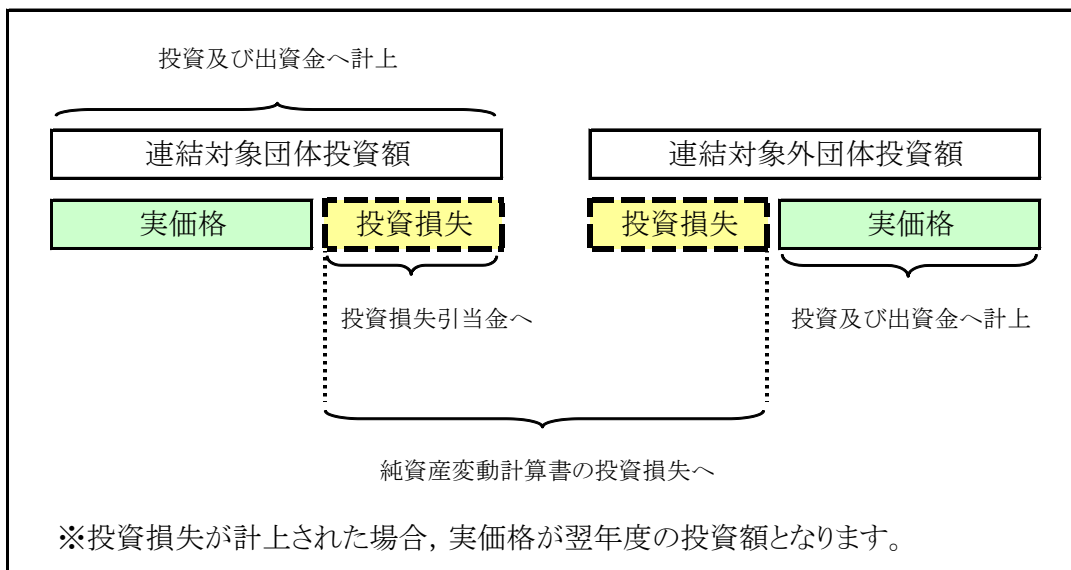 投資及び出資金へ計上
連結対象団体投資額
連結対象外団体投資額
実価格
投資損失
投資損失
実価格
投資損失引当金へ
投資及び出資金へ計上
純資産変動計算書の投資損失へ
※投資損失が計上された場合, 実価格が翌年度の投資額となります。